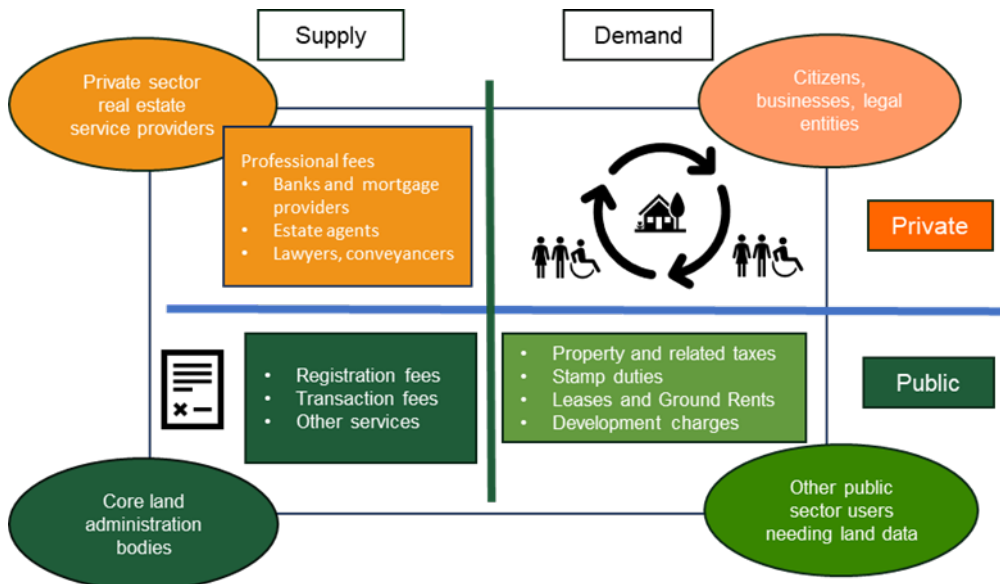 Supply
Demand
Private sector
real estate
service providers
Citizens,
businesses, legal
entities
Professional fees
• Banks and mortgage
providers
• Estate agents
• Lawyers, conveyancers
Private
• Registration fees
• Transaction fees
• Other services
• Property and related taxes
• Stamp duties
• Leases and Ground Rents
• Development charges
Public
Core land
administration
bodies
Other public
sector users
needing land data